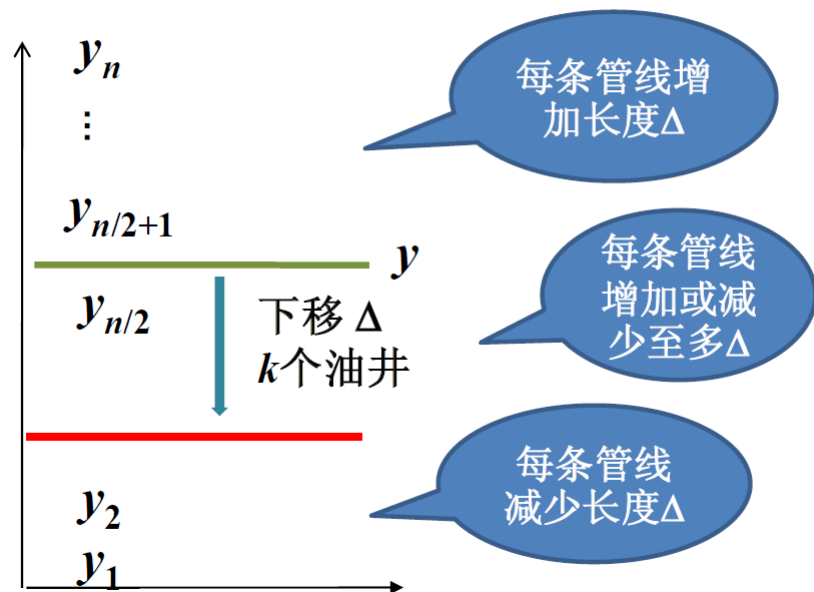 yₙ
⋮
yₙ/₂₊₁
y
yₙ/₂
下移 Δ
k个油井
y₂
y₁
每条管线增
加长度Δ
每条管线
增加或减
少至多Δ
每条管线
减少长度Δ